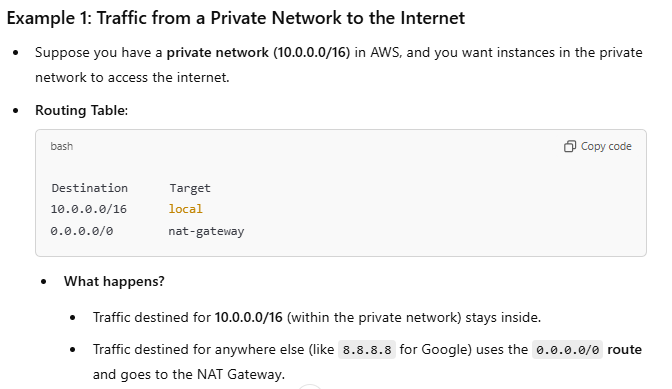 Example 1: Traffic from a Private Network to the Internet
• Suppose you have a private network (10.0.0.0/16) in AWS, and you want instances in the private
network to access the internet.
• Routing Table:
bash Copy code
Destination Target
10.0.0.0/16 local
0.0.0.0/0 nat-gateway
• What happens?
• Traffic destined for 10.0.0.0/16 (within the private network) stays inside.
• Traffic destined for anywhere else (like 8.8.8.8 for Google) uses the 0.0.0.0/0 route
and goes to the NAT Gateway.